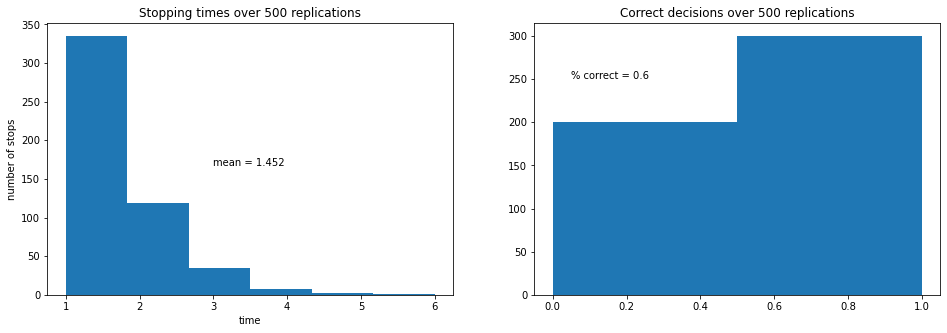 Stopping times over 500 replications
350
300
250
200
150
100
50
0
number of stops
mean = 1.452
1 2 3 4 5 6
time
Correct decisions over 500 replications
300
250
200
150
100
50
0
% correct = 0.6
0.0 0.2 0.4 0.6 0.8 1.0